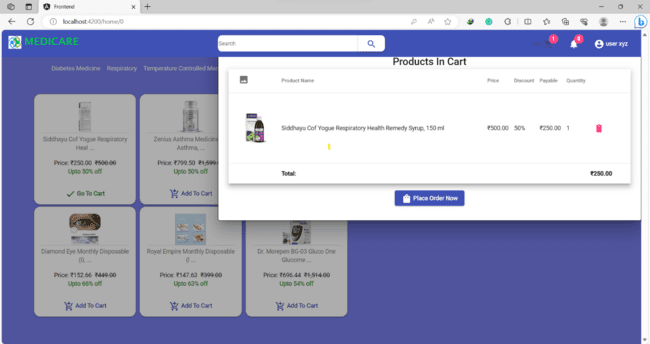 Frontend
localhost:4200/home/0
MEDICARE
Search
1
8
user xyz
Diabetes Medicine Respiratory Temperature Controlled
Products In Cart
Product Name Price Discount Payable Quantity
Siddhayu Cof Yogue Respiratory Health Remedy Syrup, 150 ml ₹500.00 50% ₹250.00 1
Total: ₹250.00
Place Order Now
Siddhayu Cof Yogue Respiratory
Heal ...
Price: ₹250.00 ₹500.00
Upto 50% off
Go To Cart
Zenius Asthma Medicine
Asthma, ...
Price: ₹799.50
Upto 50% off
Add To Cart
Diamond Eye Monthly Disposable
(0, ...
Price: ₹152.66 ₹449.00
Upto 66% off
Add To Cart
Royal Empire Monthly Disposable
(( ...
Price: ₹147.63 ₹399.00
Upto 63% off
Add To Cart
Dr. Morepen BG-03 Gluco One
Glucome ...
Price: ₹696.44 ₹1,514.00
Upto 54% off
Add To Cart